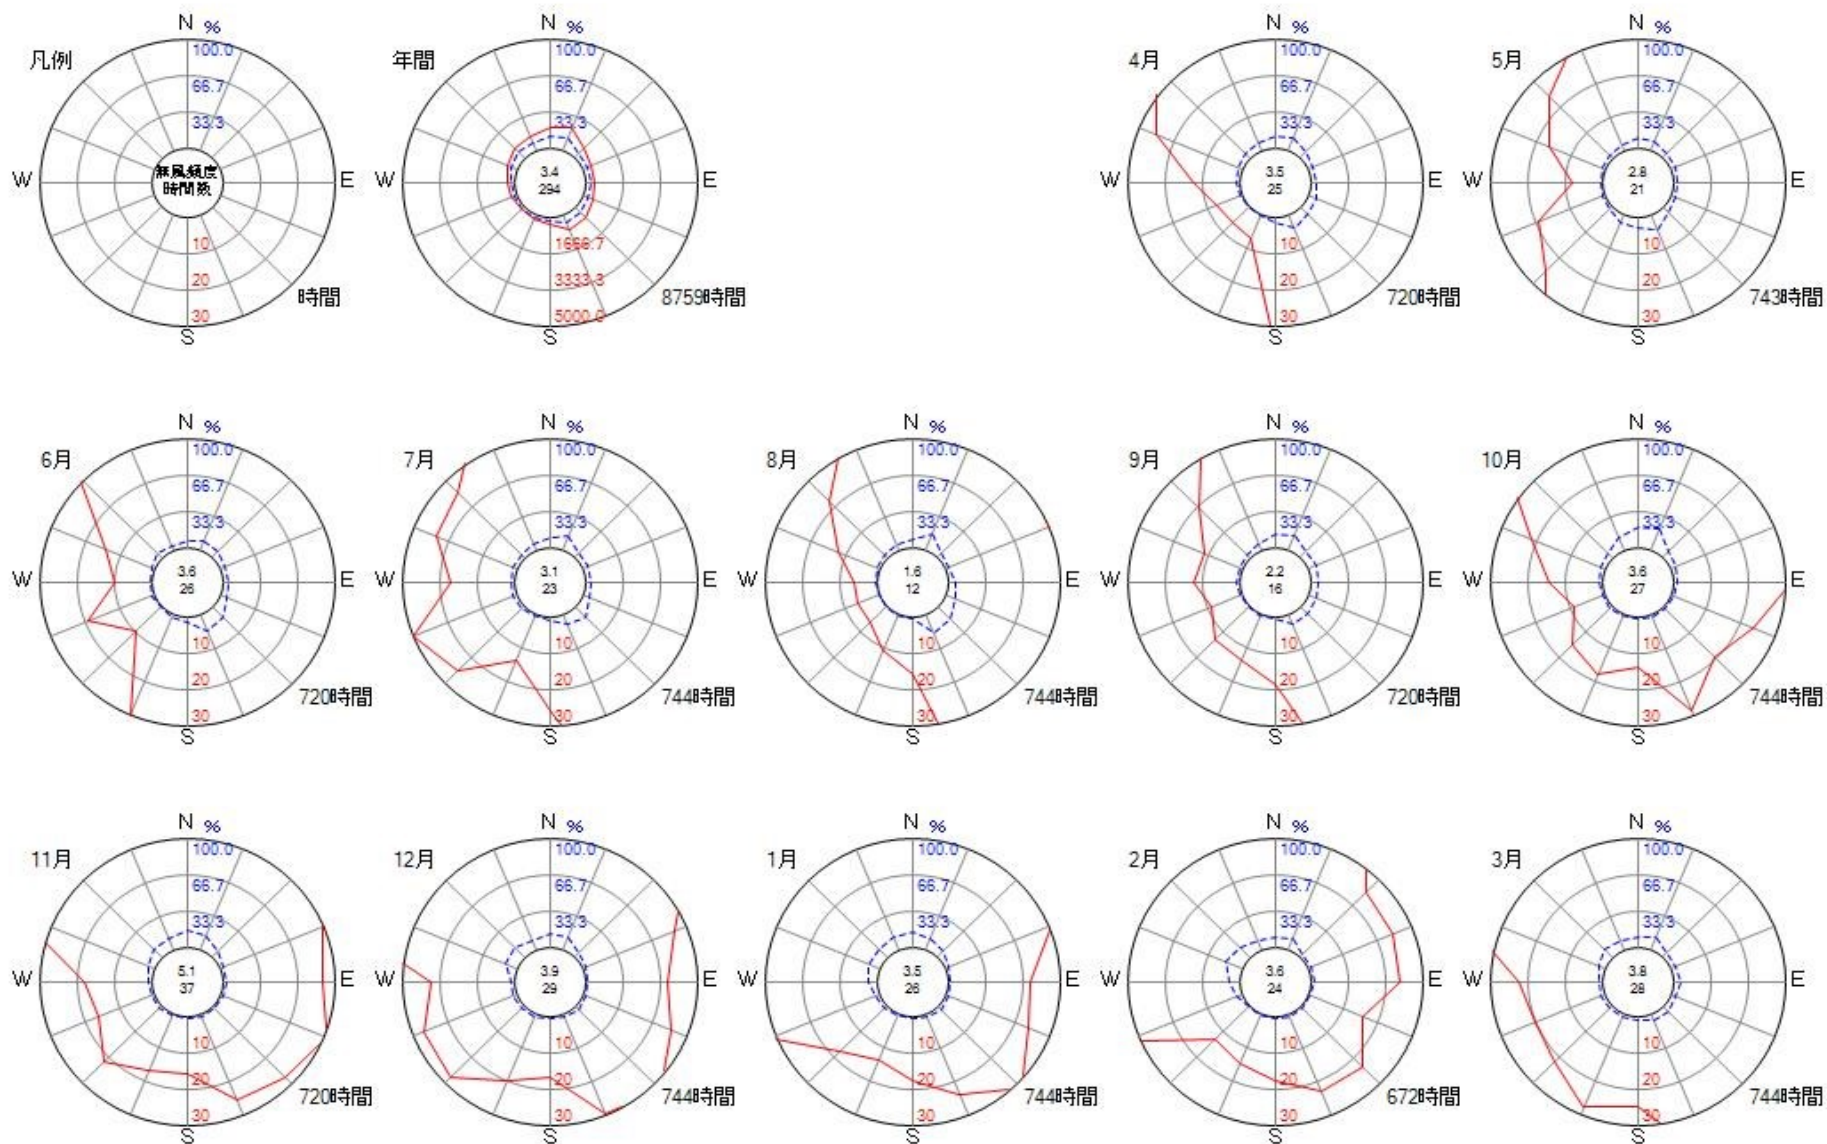 N %
凡例
100.0
66.7
33.3
W
無風頻度
時間数
E
10
20
30
時間
S
N %
年間
100.0
66.7
33.3
W
3.4
294
E
1666.7
3333.3
5000.0
8759時間
S
N %
4月
100.0
66.7
33.3
W
3.5
25
E
10
20
30
720時間
S
N %
5月
100.0
66.7
33.3
W
2.8
21
E
10
20
30
743時間
S
N %
6月
100.0
66.7
33.3
W
3.6
26
E
10
20
30
720時間
S
N %
7月
100.0
66.7
33.3
W
3.1
23
E
10
20
30
744時間
S
N %
8月
100.0
66.7
33.3
W
1.6
12
E
10
20
30
744時間
S
N %
9月
100.0
66.7
33.3
W
2.2
16
E
10
20
30
720時間
S
N %
10月
100.0
66.7
33.3
W
3.6
27
E
10
20
30
744時間
S
N %
11月
100.0
66.7
33.3
W
5.1
37
E
10
20
30
720時間
S
N %
12月
100.0
66.7
33.3
W
3.9
29
E
10
20
30
744時間
S
N %
1月
100.0
66.7
33.3
W
3.5
26
E
10
20
30
744時間
S
N %
2月
100.0
66.7
33.3
W
3.6
24
E
10
20
30
672時間
S
N %
3月
100.0
66.7
33.3
W
3.8
28
E
10
20
30
744時間
S